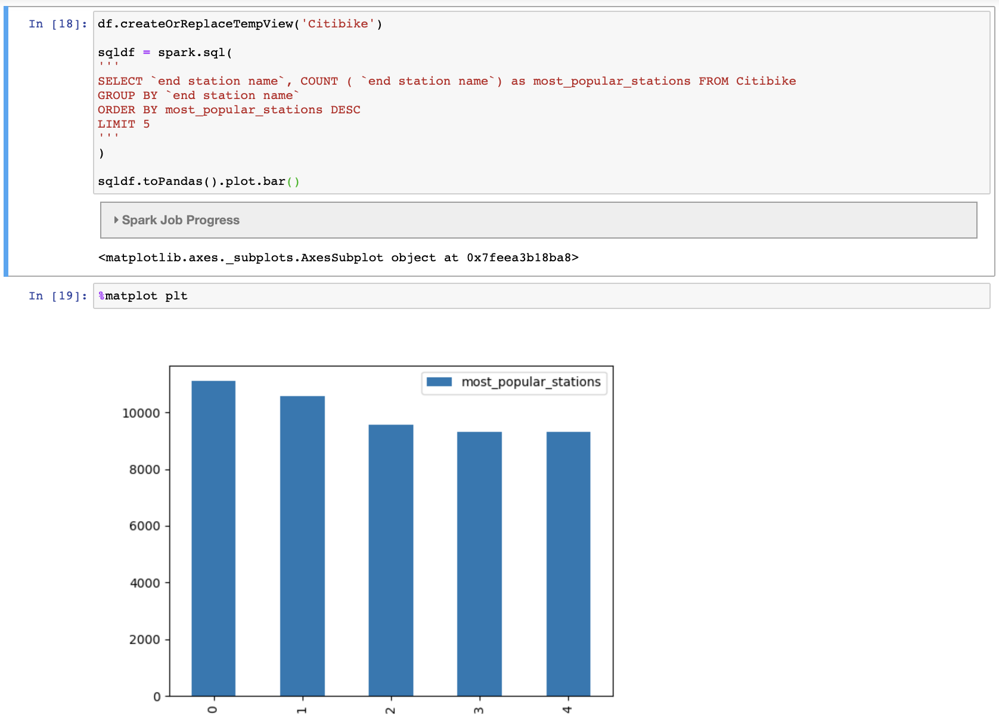 In [18]: df.createOrReplaceTempView('Citibike')
sqldf = spark.sql(
'''
SELECT `end station name`, COUNT ( `end station name`) as most_popular_stations FROM Citibike
GROUP BY `end station name`
ORDER BY most_popular_stations DESC
LIMIT 5
'''
)
sqldf.toPandas().plot.bar()
Spark Job Progress
<matplotlib.axes._subplots.AxesSubplot object at 0x7feea3b18ba8>
In [19]: %matplot plt
most_popular_stations
10000
8000
6000
4000
2000
0
0 1 2 3 4